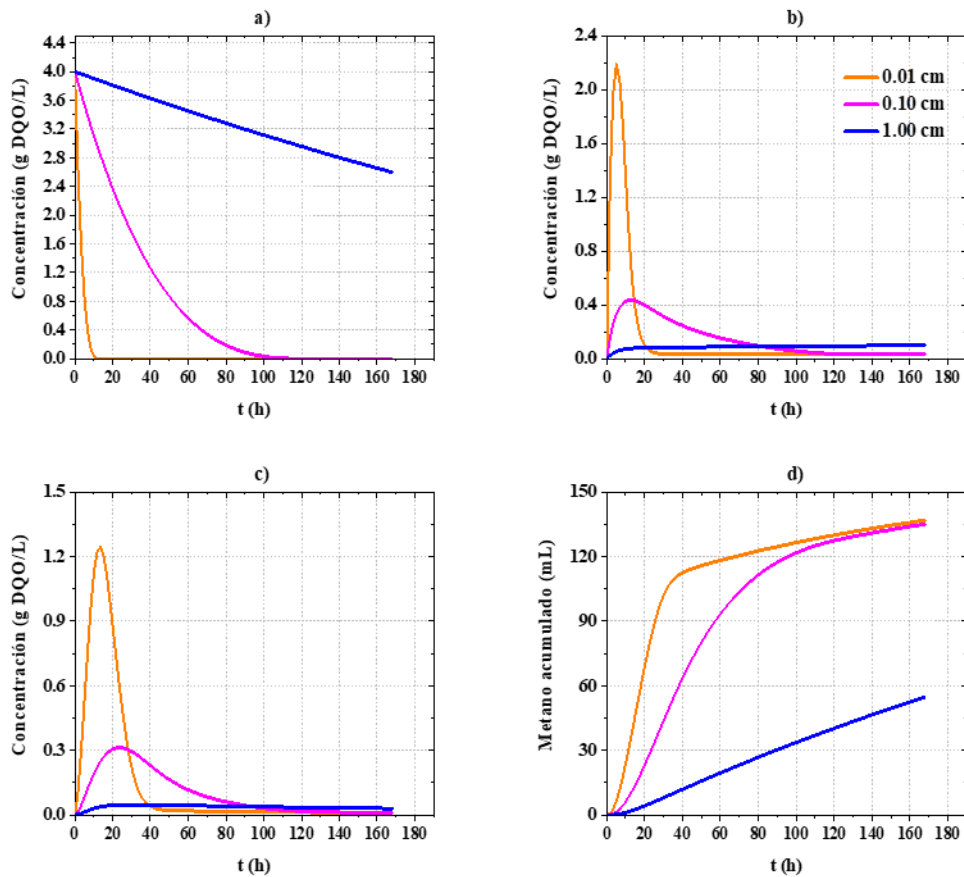 a)
Concentración (g DQO/L)
4.4
4.0
3.6
3.2
2.8
2.4
2.0
1.6
1.2
0.8
0.4
0.0
0 20 40 60 80 100 120 140 160 180
t (h)
b)
Concentración (g DQO/L)
2.4
2.0
1.6
1.2
0.8
0.4
0.0
0 20 40 60 80 100 120 140 160 180
t (h)
0.01 cm
0.10 cm
1.00 cm
c)
Concentración (g DQO/L)
1.5
1.2
0.9
0.6
0.3
0.0
0 20 40 60 80 100 120 140 160 180
t (h)
d)
Metano acumulado (mL)
150
120
90
60
30
0
0 20 40 60 80 100 120 140 160 180
t (h)